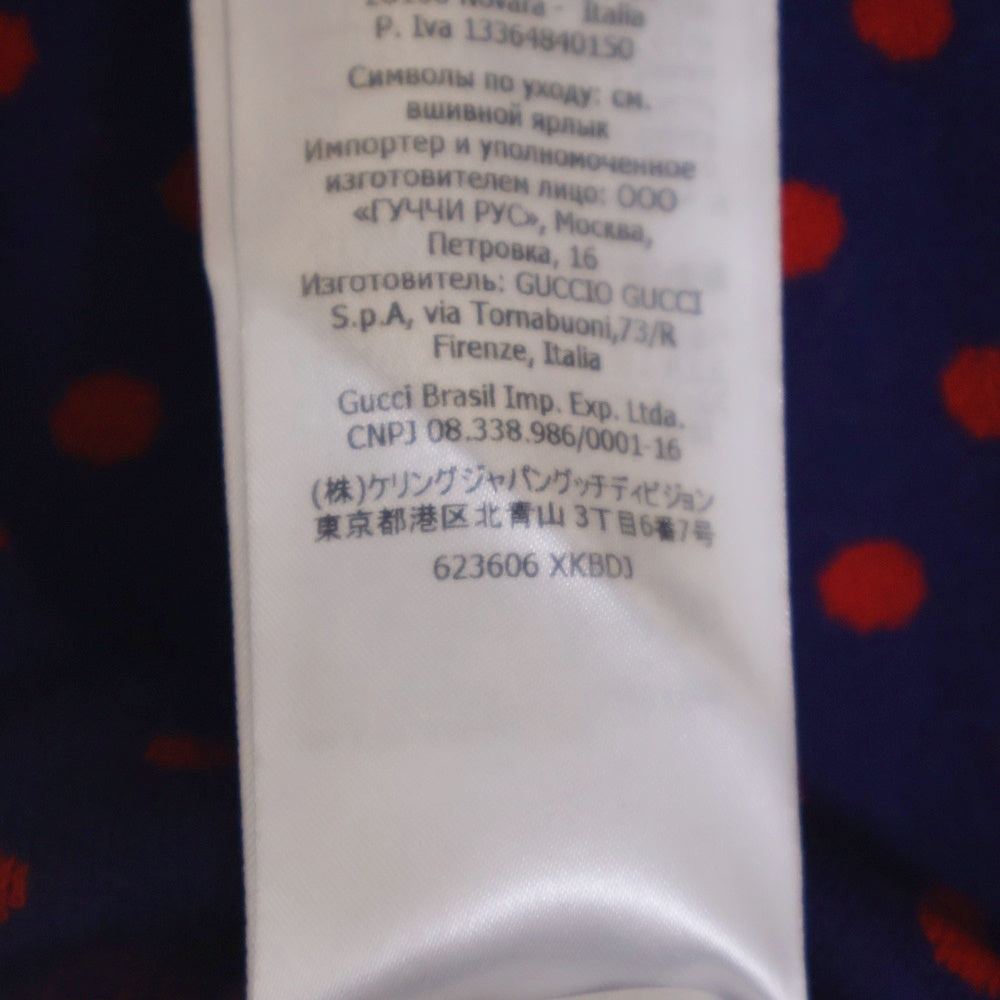 28100 Novara - Italia
P. Iva 13364840150
Символы по уходу: см.
вшивной ярлык
Импортер и уполномоченное
изготовителем лицо: ООО
«ГУЧЧИ РУС», Москва,
Петровка, 16
Изготовитель: GUCCIO GUCCI
S.p.A, via Tornabuoni,73/R
Firenze, Italia
Gucci Brasil Imp. Exp. Ltda.
CNPJ 08.338.986/0001-16
(株)ケリングジャパングッチディビジョン
東京都港区北青山 3丁目6番7号
623606 XKBDJ